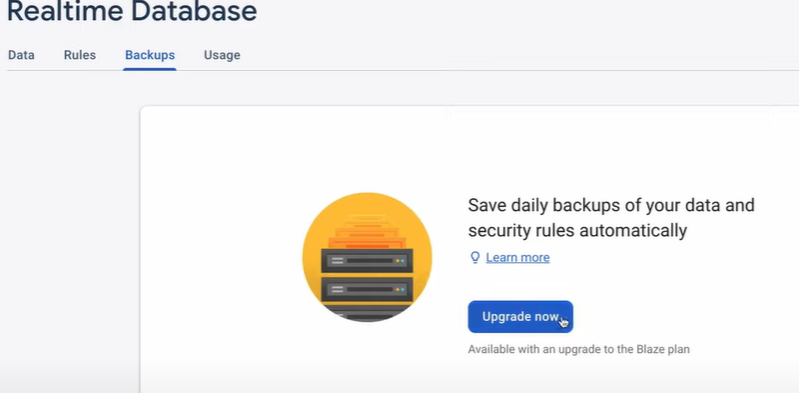 Realtime Database
Data Rules Backups Usage
Save daily backups of your data and
security rules automatically
Learn more
Upgrade now
Available with an upgrade to the Blaze plan